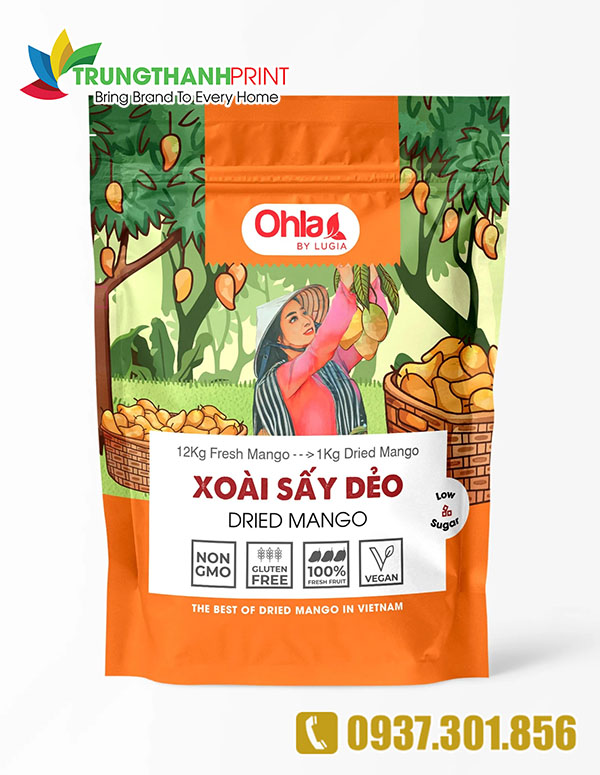 TRUNGTHANHPRINT
Bring Brand To Every Home
Ohla
BY LUGIA
12Kg Fresh Mango - - -> 1Kg Dried Mango
XOÀI SẤY DẺO
DRIED MANGO
Low
Sugar
NON
GMO
GLUTEN
FREE
100%
FRESH FRUIT
VEGAN
THE BEST OF DRIED MANGO IN VIETNAM
0937.301.856